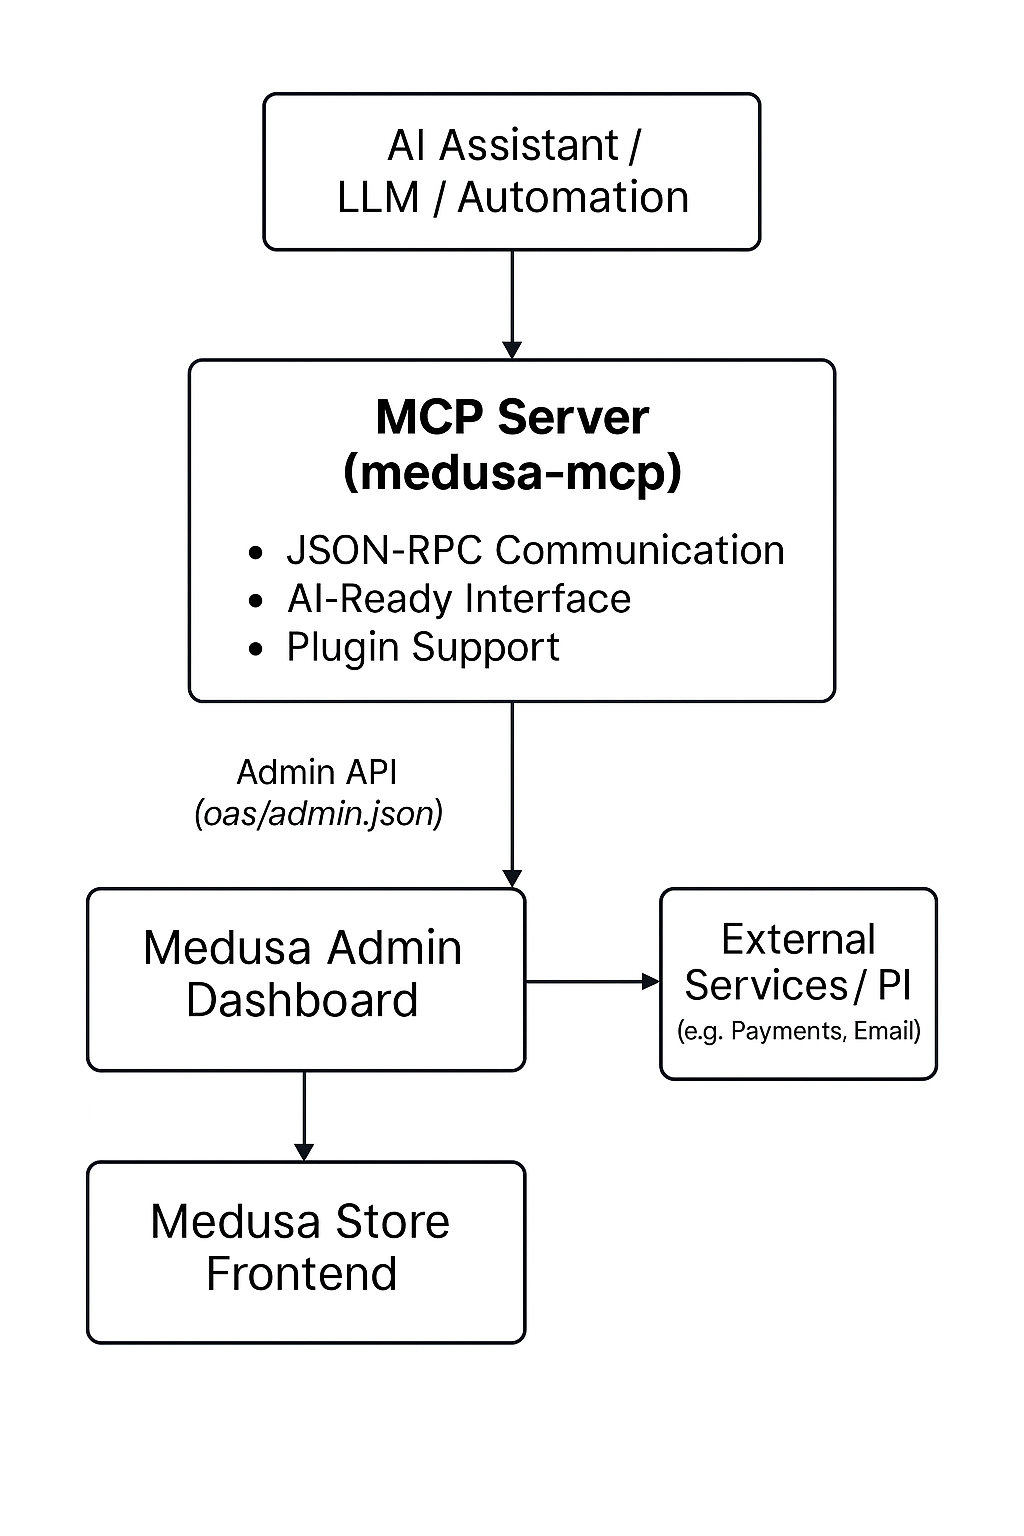 AI Assistant /
LLM / Automation
MCP Server
(medusa-mcp)
• JSON-RPC Communication
• AI-Ready Interface
• Plugin Support
Admin API
(oas/admin.json)
Medusa Admin
Dashboard
External
Services / PI
(e.g. Payments, Email)
Medusa Store
Frontend